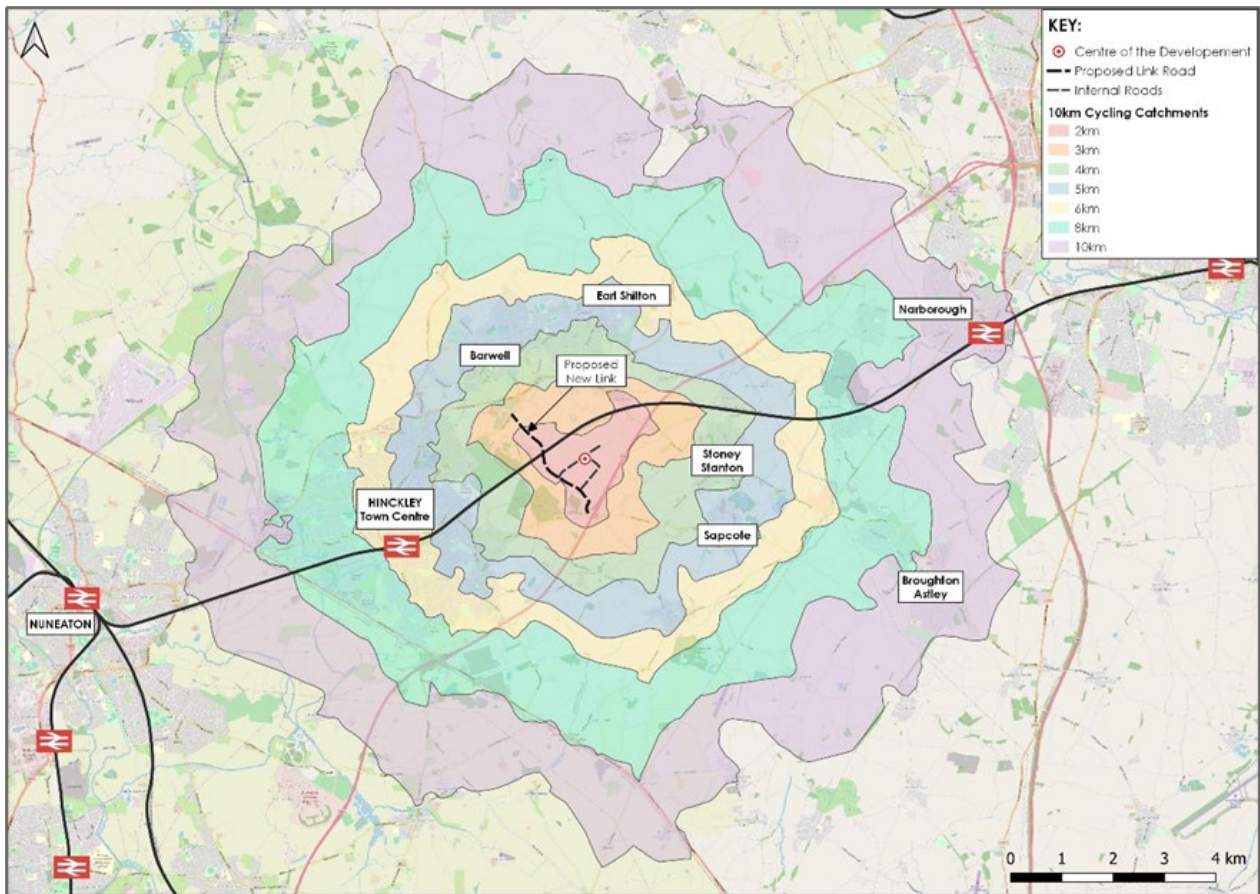 KEY:
Centre of the Developement
Proposed Link Road
Internal Roads
10km Cycling Catchments
2km
3km
4km
5km
6km
8km
10km
Earl Shilton
Narborough
Barwell
Proposed
New Link
Stoney
Stanton
HINCKLEY
Town Centre
Sapcote
Broughton
Astley
NUNEATON
0 1 2 3 4 km